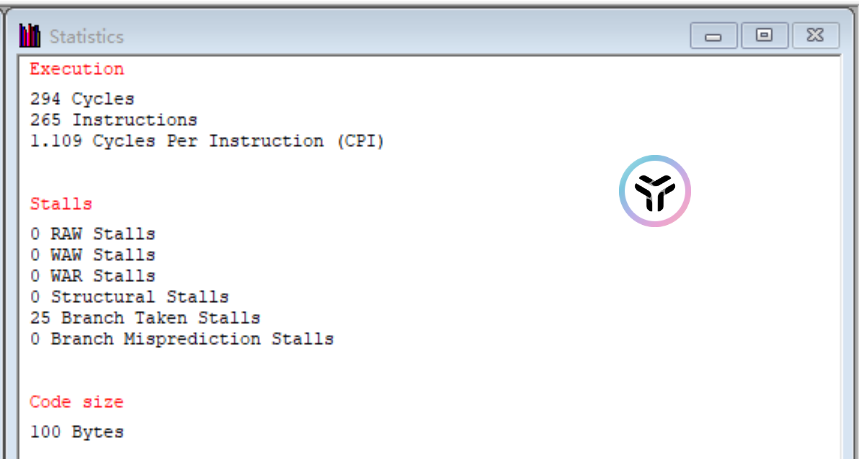 Statistics
Execution
294 Cycles
265 Instructions
1.109 Cycles Per Instruction (CPI)
Stalls
0 RAW Stalls
0 WAW Stalls
0 WAR Stalls
0 Structural Stalls
25 Branch Taken Stalls
0 Branch Misprediction Stalls
Code size
100 Bytes